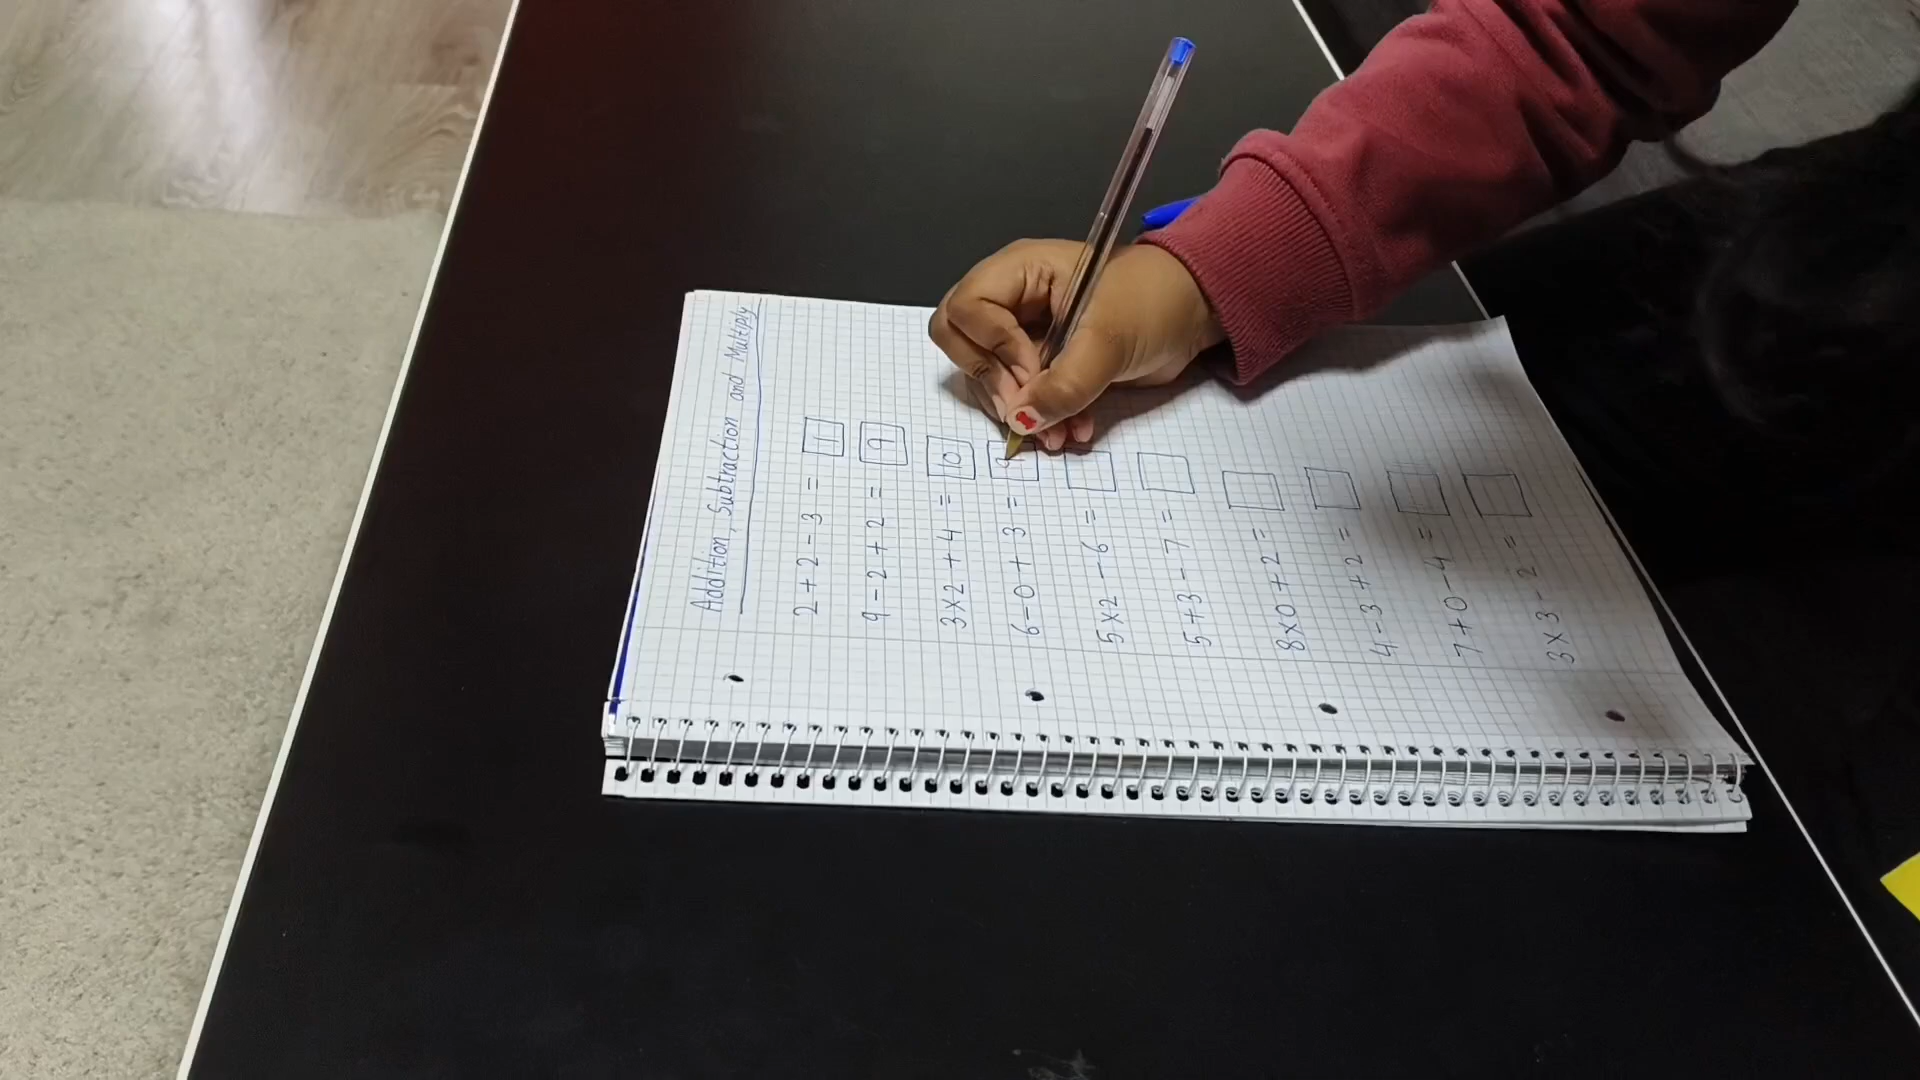 Addition, Subtraction and Multiply
2 + 2 - 3 = 1
9 - 2 + 2 = 9
3 x 2 + 4 = 10
6 - 0 + 3 = 9
5 x 2 - 6 =
5 + 3 - 7 =
8 x 0 + 2 =
4 - 3 + 2 =
7 + 0 - 4 =
3 x 3 - 2 =